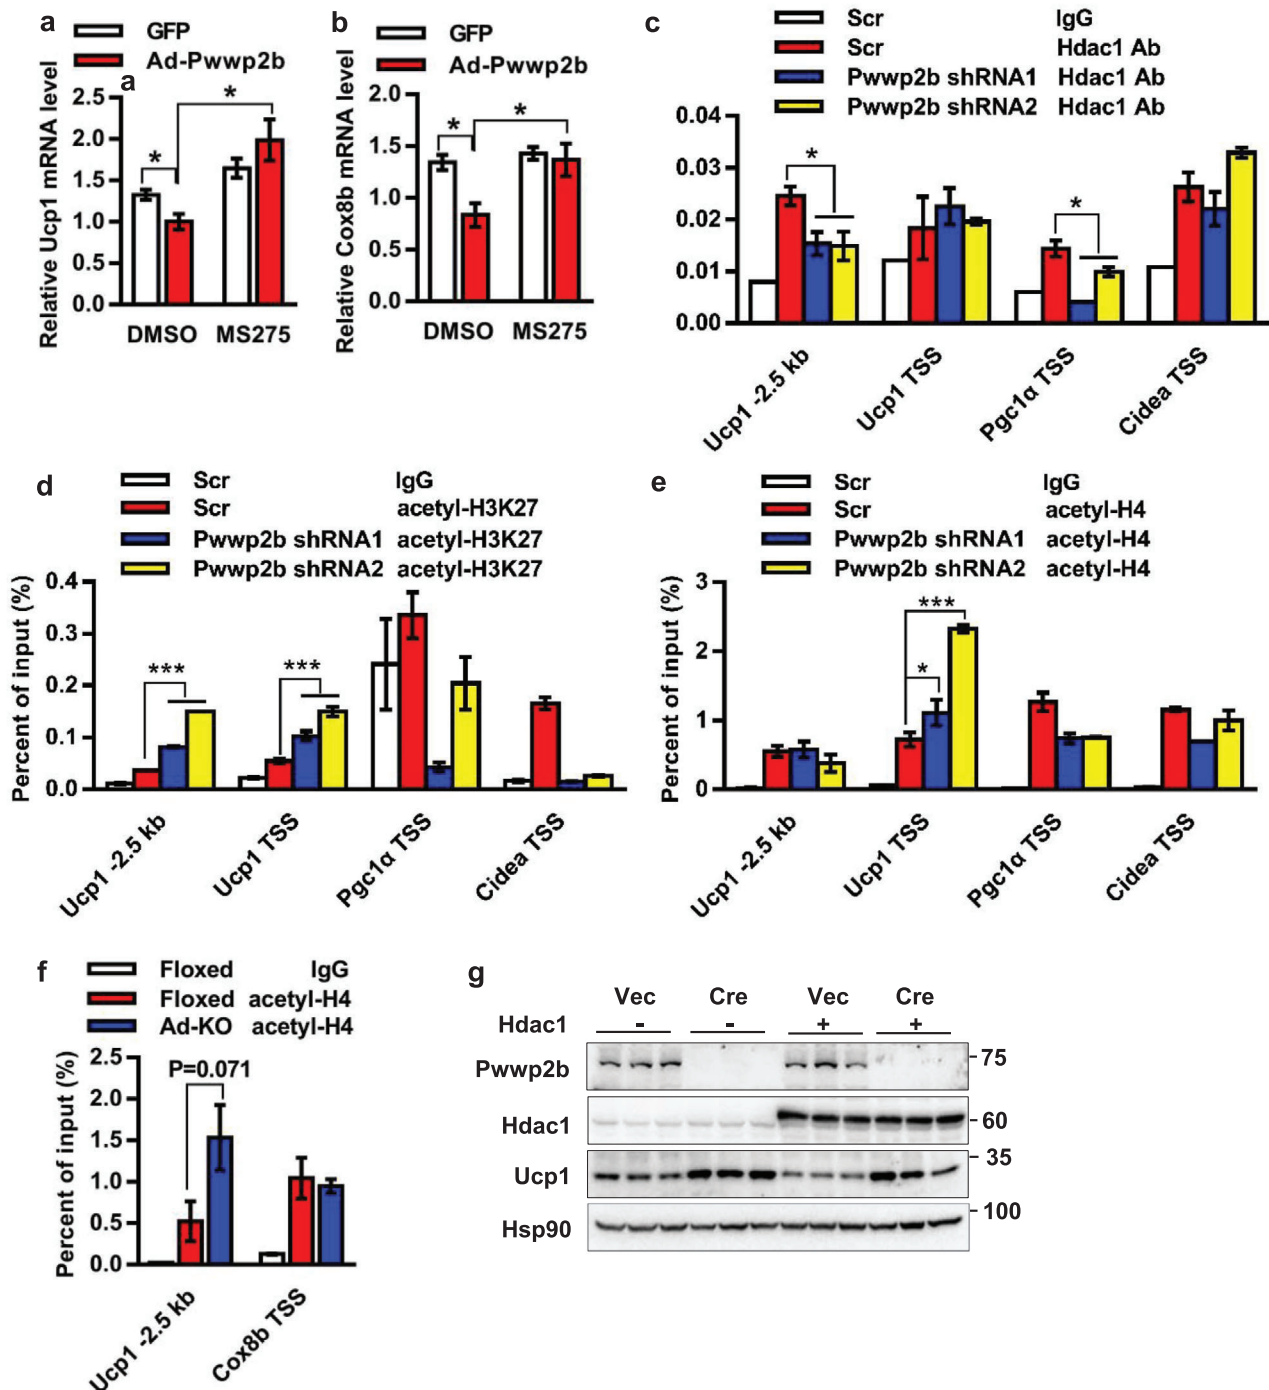 a
GFP
Ad-Pwwp2b
a
Relative Ucp1 mRNA level
2.5
2.0
1.5
1.0
0.5
0.0
*
*
DMSO MS275
b
GFP
Ad-Pwwp2b
Relative Cox8b mRNA level
2.0
1.5
1.0
0.5
0.0
*
*
DMSO MS275
c
Scr IgG
Scr Hdac1 Ab
Pwwp2b shRNA1 Hdac1 Ab
Pwwp2b shRNA2 Hdac1 Ab
0.04
0.03
0.02
0.01
0.00
*
*
Ucp1 -2.5 kb
Ucp1 TSS
Pgc1α TSS
Cidea TSS
d
Scr IgG
Scr acetyl-H3K27
Pwwp2b shRNA1 acetyl-H3K27
Pwwp2b shRNA2 acetyl-H3K27
Percent of input (%)
0.4
0.3
0.2
0.1
0.0
***
***
Ucp1 -2.5 kb
Ucp1 TSS
Pgc1α TSS
Cidea TSS
e
Scr IgG
Scr acetyl-H4
Pwwp2b shRNA1 acetyl-H4
Pwwp2b shRNA2 acetyl-H4
Percent of input (%)
3
2
1
0
***
*
Ucp1 -2.5 kb
Ucp1 TSS
Pgc1α TSS
Cidea TSS
f
Floxed IgG
Floxed acetyl-H4
Ad-KO acetyl-H4
Percent of input (%)
2.5
2.0
1.5
1.0
0.5
0.0
P=0.071
Ucp1 -2.5 kb
Cox8b TSS
g
Vec Cre Vec Cre
Hdac1 - - + +
Pwwp2b 75
Hdac1 60
Ucp1 35
Hsp90 100